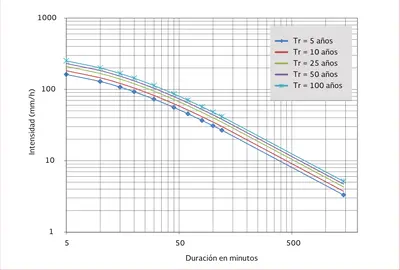 1000
100
10
1
Intensidad (mm/h)
Tr = 5 años
Tr = 10 años
Tr = 25 años
Tr = 50 años
Tr = 100 años
5
50
500
Duración en minutos